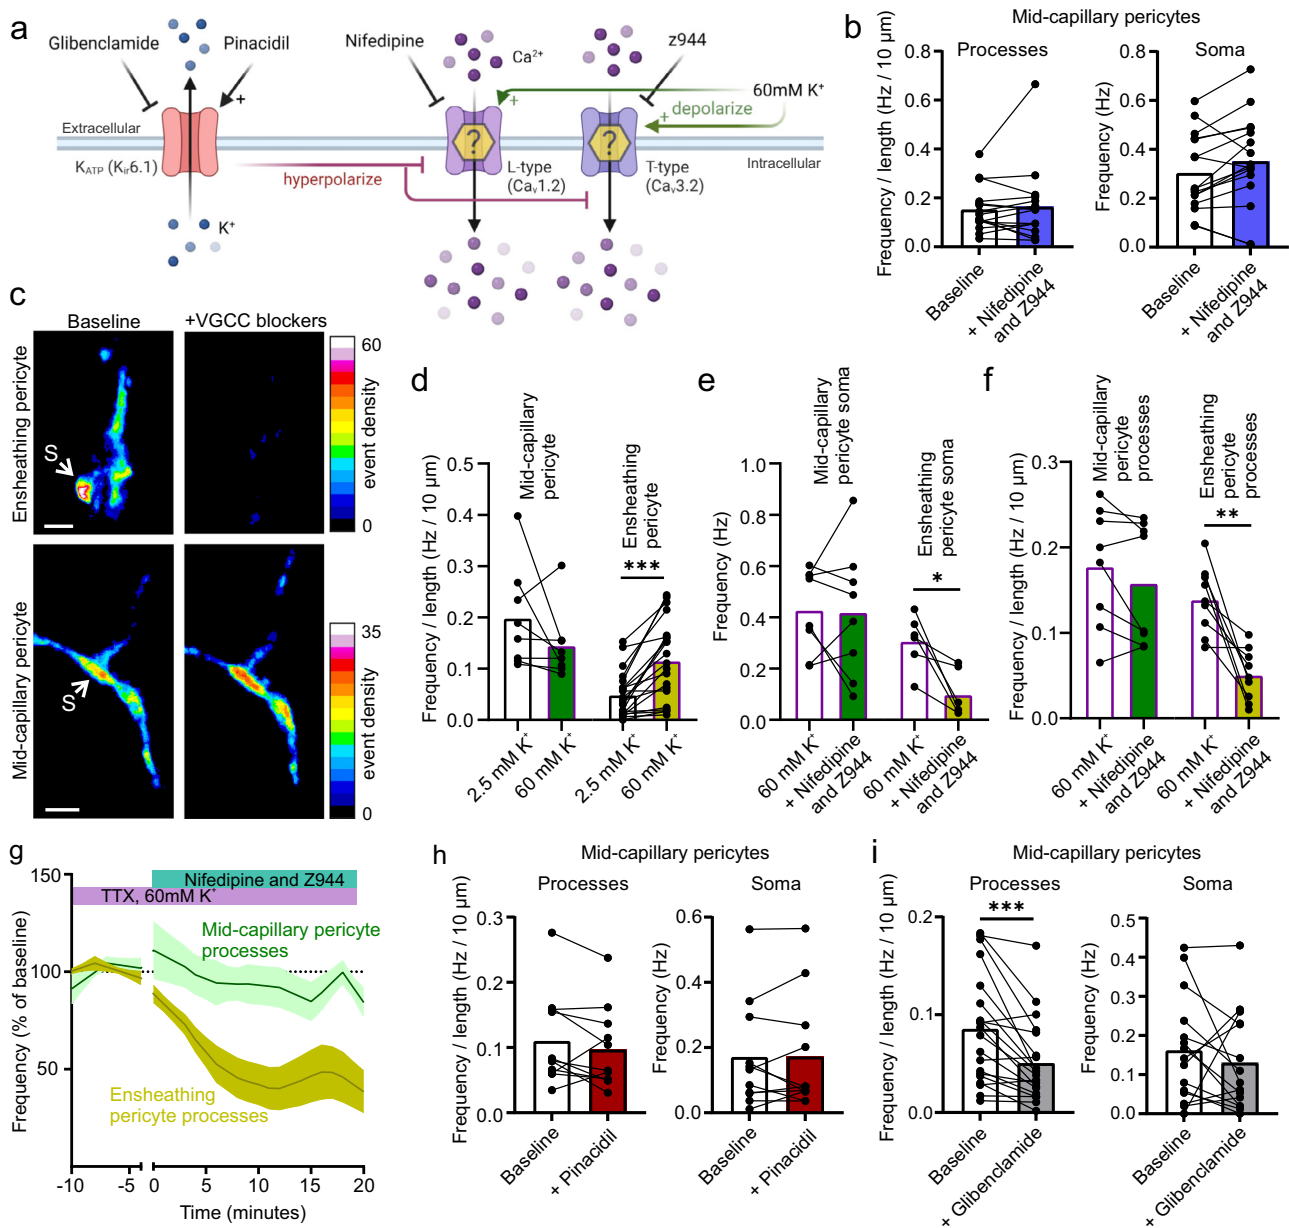 a
Glibenclamide
Pinacidil
+
Extracellular
K_ATP (K_ir6.1)
K⁺
hyperpolarize
Nifedipine
Ca²⁺
z944
60mM K⁺
+
depolarize
+
?
?
L-type
(Ca_v1.2)
T-type
(Ca_v3.2)
Intracellular
b
Mid-capillary pericytes
Processes
Frequency / length (Hz / 10 µm)
0.8
0.6
0.4
0.2
0.0
Baseline
+ Nifedipine
and Z944
Soma
Frequency (Hz)
0.8
0.6
0.4
0.2
0.0
Baseline
+ Nifedipine
and Z944
c
Baseline
+VGCC blockers
Ensheathing pericyte
S
60
event density
0
Mid-capillary pericyte
S
35
event density
0
d
Frequency / length (Hz / 10 µm)
0.5
0.4
0.3
0.2
0.1
0.0
Mid-capillary
pericyte
Ensheathing
pericyte
***
2.5 mM K⁺
60 mM K⁺
2.5 mM K⁺
60 mM K⁺
e
Frequency (Hz)
1.0
0.8
0.6
0.4
0.2
0.0
Mid-capillary
pericyte soma
Ensheathing
pericyte soma
*
60 mM K⁺
+ Nifedipine
and Z944
60 mM K⁺
+ Nifedipine
and Z944
f
Frequency / length (Hz / 10 µm)
0.3
0.2
0.1
0.0
Mid-capillary
pericyte
processes
Ensheathing
pericyte
processes
**
60 mM K⁺
+ Nifedipine
and Z944
60 mM K⁺
+ Nifedipine
and Z944
g
Frequency (% of baseline)
150
100
50
Nifedipine and Z944
TTX, 60mM K⁺
Mid-capillary pericyte
processes
Ensheathing
pericyte processes
-10
-5
0
5
10
15
20
Time (minutes)
h
Mid-capillary pericytes
Processes
Frequency / length (Hz / 10 µm)
0.3
0.2
0.1
0.0
Baseline
+ Pinacidil
Soma
Frequency (Hz)
0.6
0.4
0.2
0.0
Baseline
+ Pinacidil
i
Mid-capillary pericytes
Processes
***
Frequency / length (Hz / 10 µm)
0.2
0.1
0.0
Baseline
+ Glibenclamide
Soma
Frequency (Hz)
0.5
0.4
0.3
0.2
0.1
0.0
Baseline
+ Glibenclamide